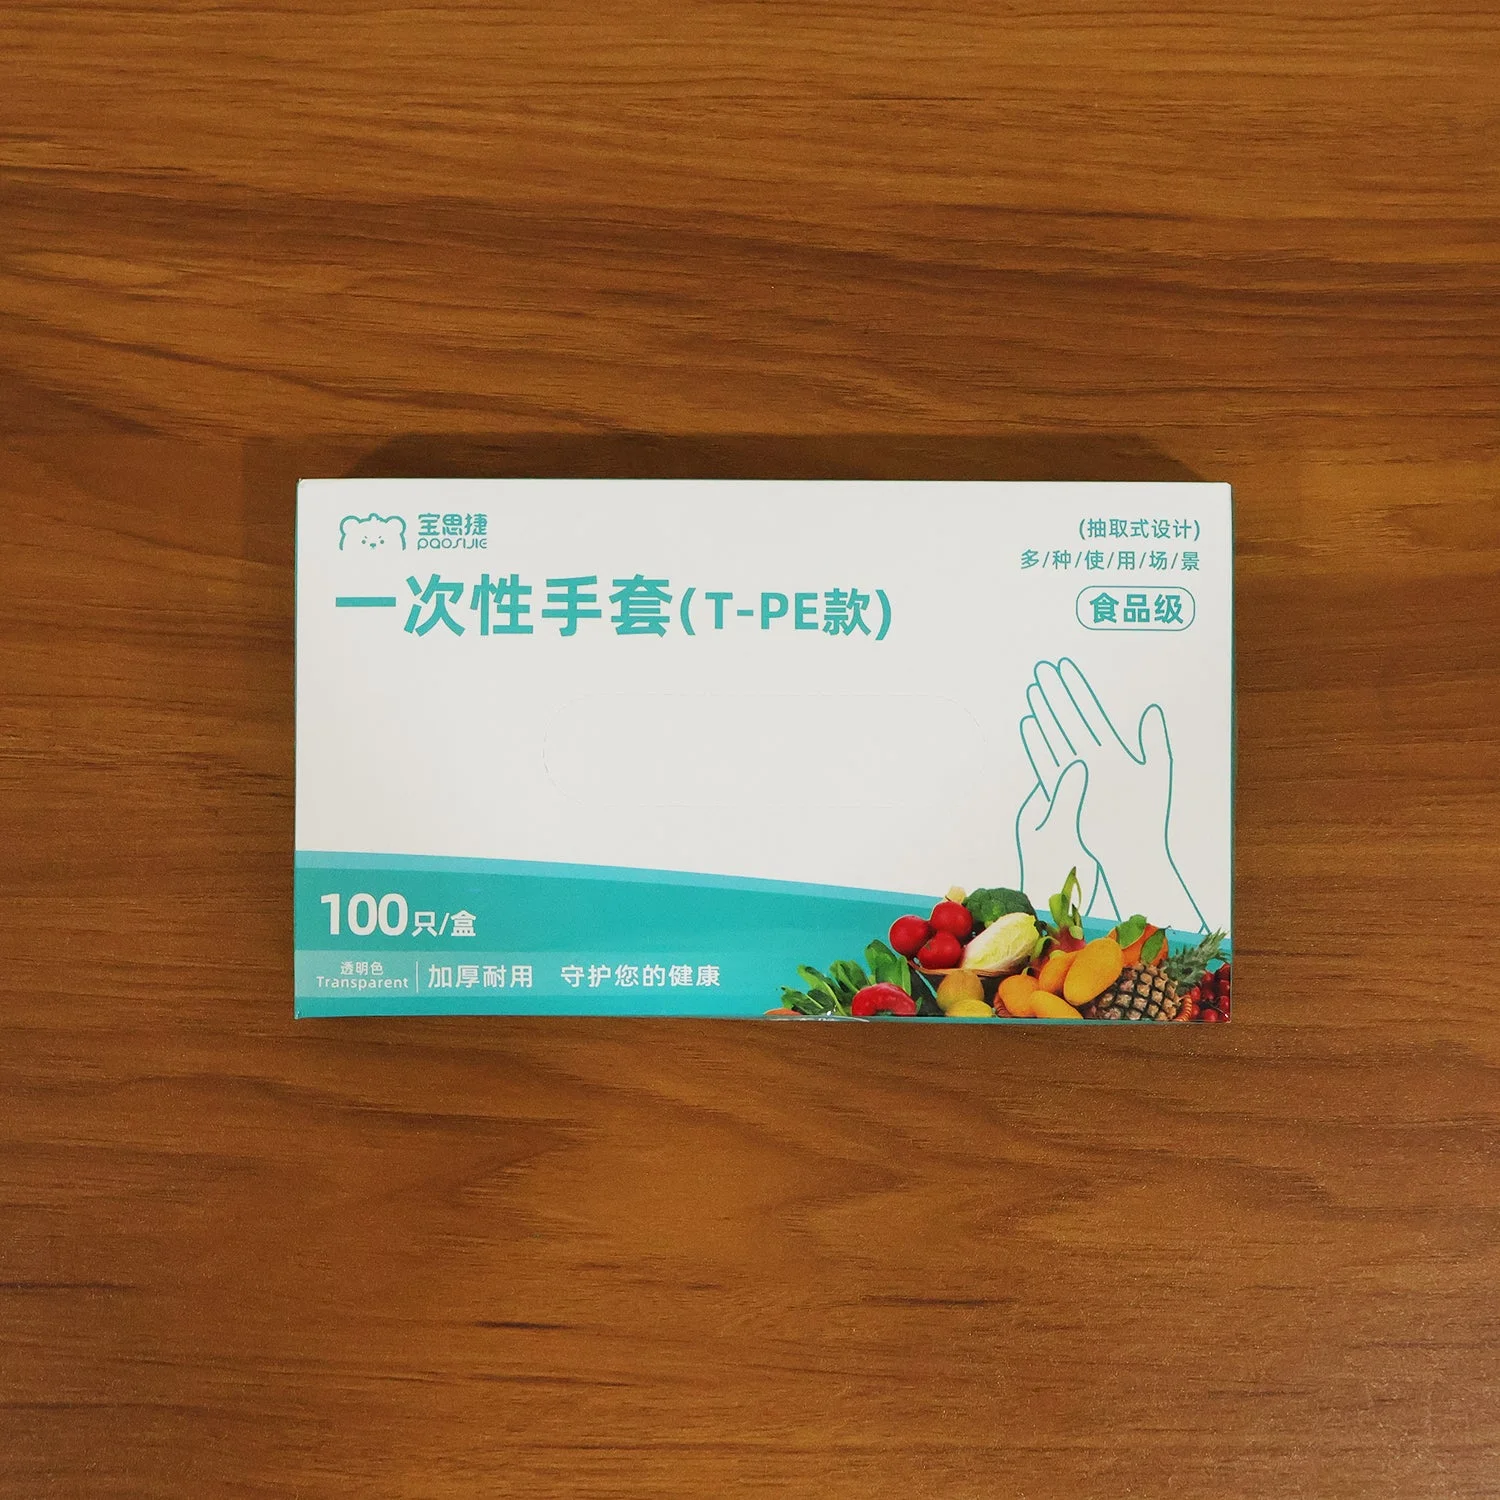 宝思捷
paosijie
(抽取式设计)
多/种/使/用/场/景
食品级
一次性手套(T-PE款)
100只/盒
透明色
Transparent
加厚耐用 守护您的健康